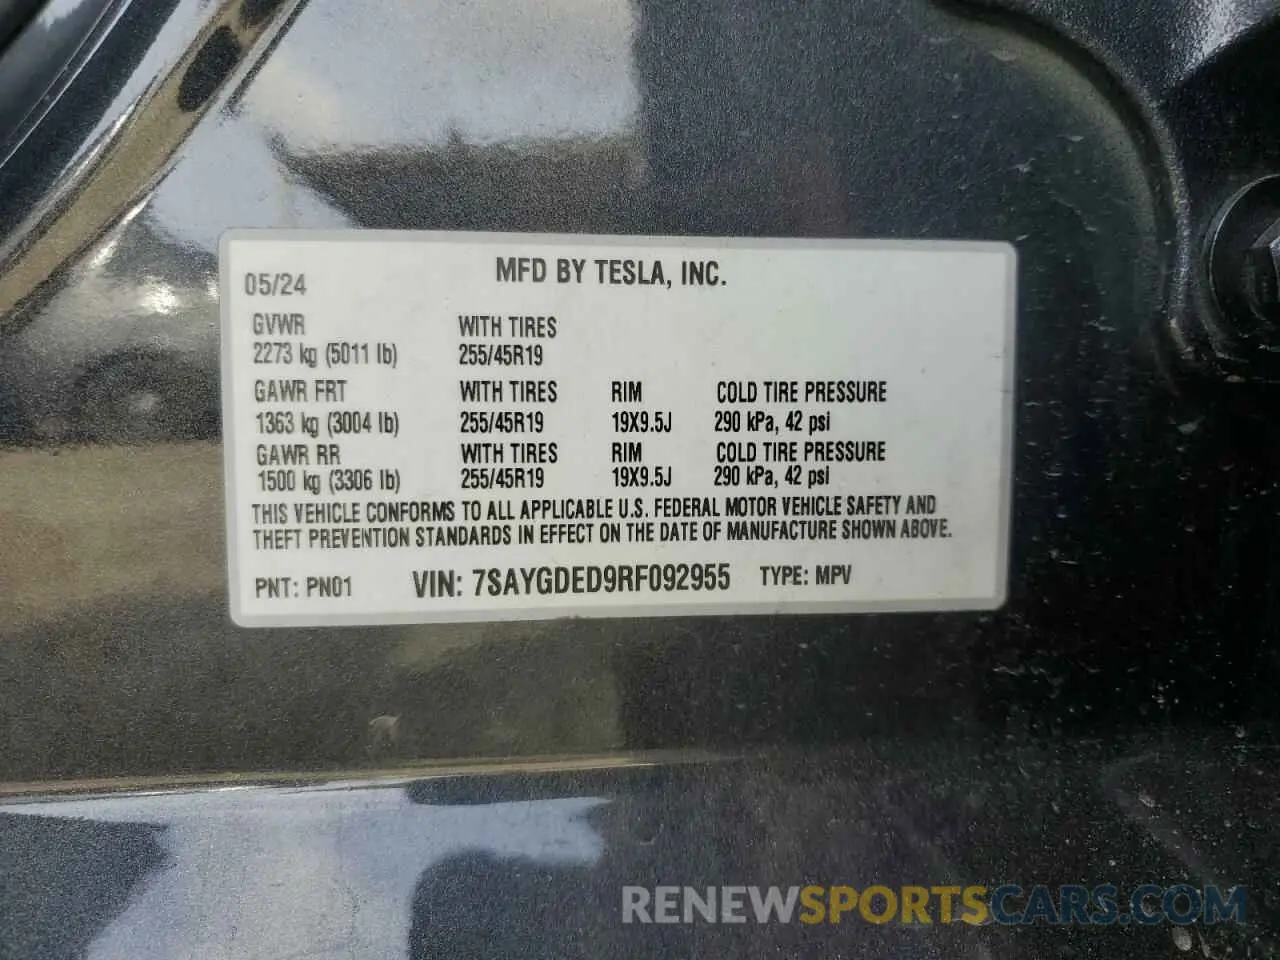 MFD BY TESLA, INC.
05/24
GVWR WITH TIRES
2273 kg (5011 lb) 255/45R19
GAWR FRT WITH TIRES RIM COLD TIRE PRESSURE
1363 kg (3004 lb) 255/45R19 19X9.5J 290 kPa, 42 psi
GAWR RR WITH TIRES RIM COLD TIRE PRESSURE
1500 kg (3306 lb) 255/45R19 19X9.5J 290 kPa, 42 psi
THIS VEHICLE CONFORMS TO ALL APPLICABLE U.S. FEDERAL MOTOR VEHICLE SAFETY AND
THEFT PREVENTION STANDARDS IN EFFECT ON THE DATE OF MANUFACTURE SHOWN ABOVE.
PNT: PN01 VIN: 7SAYGDED9RF092955 TYPE: MPV
RENEWSPORTSCARS.COM